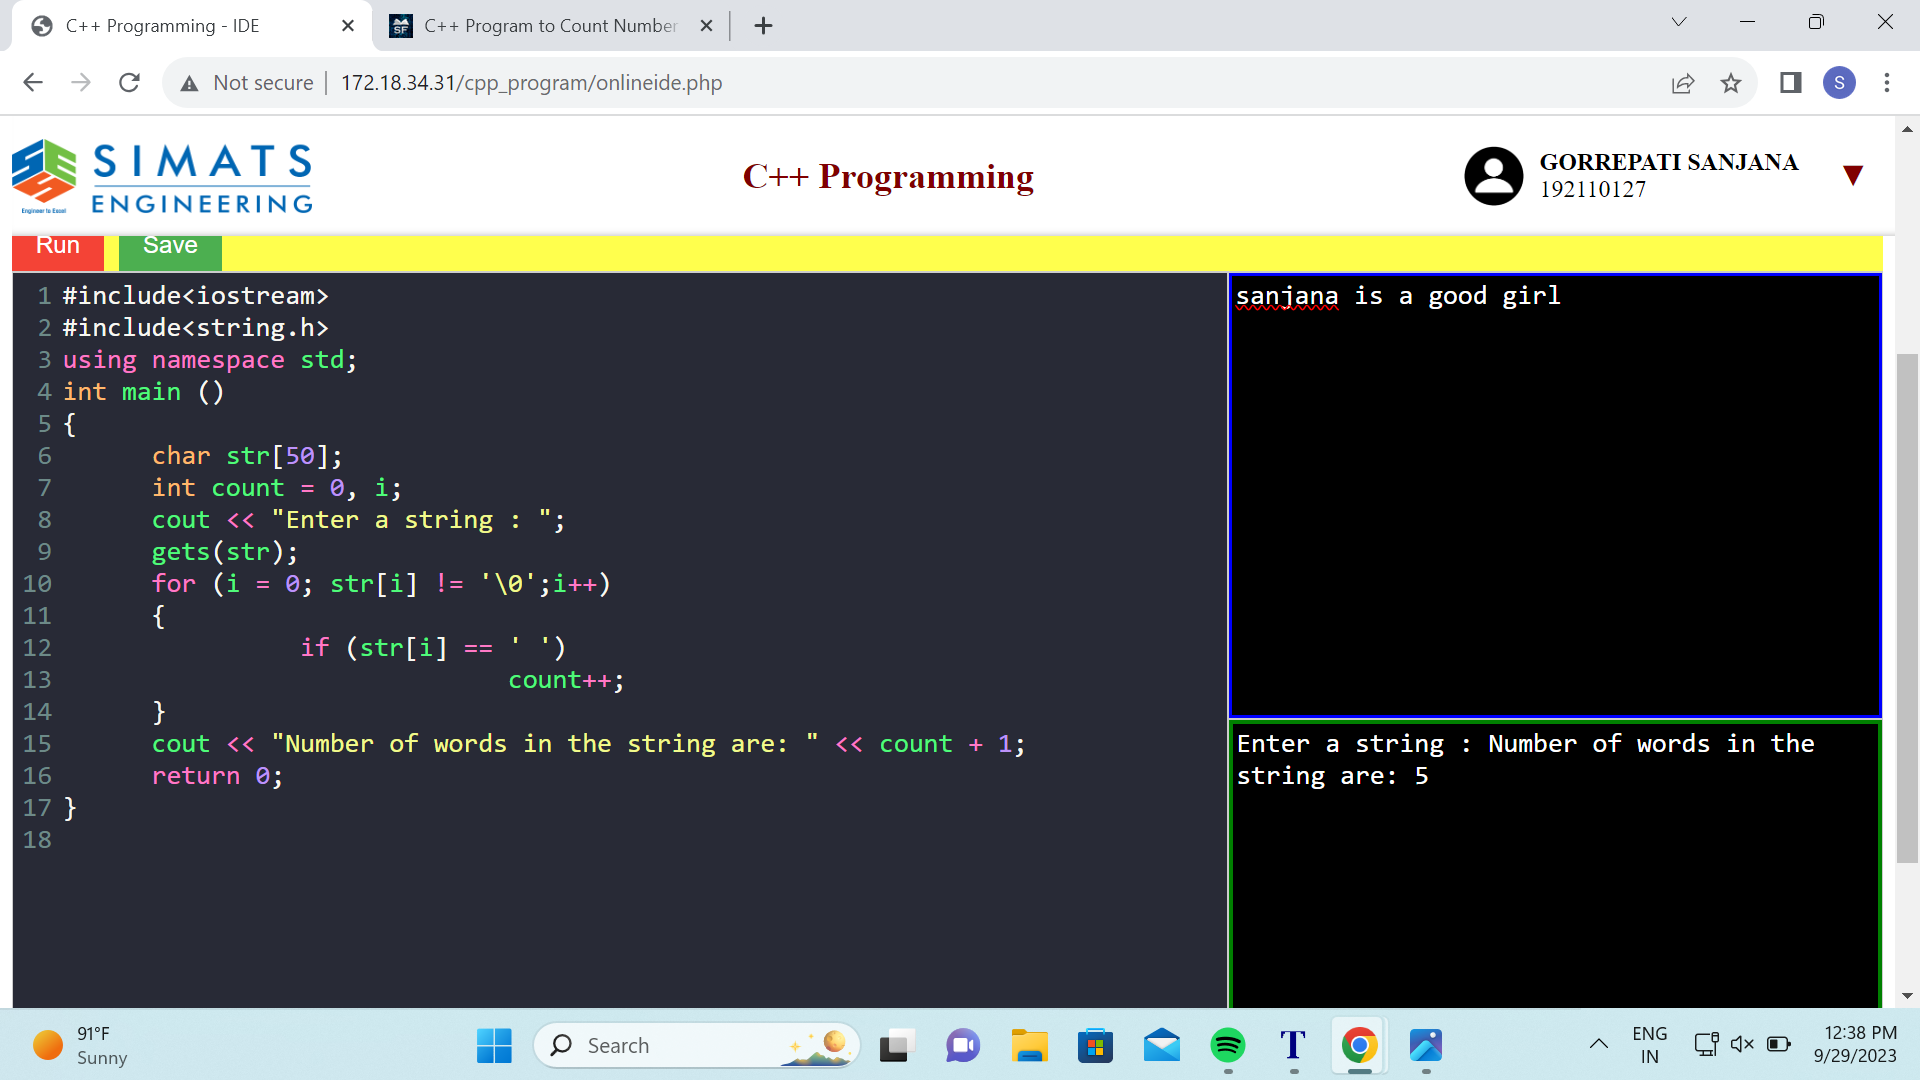 C++ Programming - IDE
C++ Program to Count Number
Not secure
172.18.34.31/cpp_program/onlineide.php
S
SIMATS
ENGINEERING
Engineer to Excel
C++ Programming
GORREPATI SANJANA
192110127
Run
Save
1 #include<iostream>
2 #include<string.h>
3 using namespace std;
4 int main ()
5 {
6 char str[50];
7 int count = 0, i;
8 cout << "Enter a string : ";
9 gets(str);
10 for (i = 0; str[i] != '\0';i++)
11 {
12 if (str[i] == ' ')
13 count++;
14 }
15 cout << "Number of words in the string are: " << count + 1;
16 return 0;
17 }
18
sanjana is a good girl
Enter a string : Number of words in the
string are: 5
91°F
Sunny
Search
T
ENG
IN
12:38 PM
9/29/2023